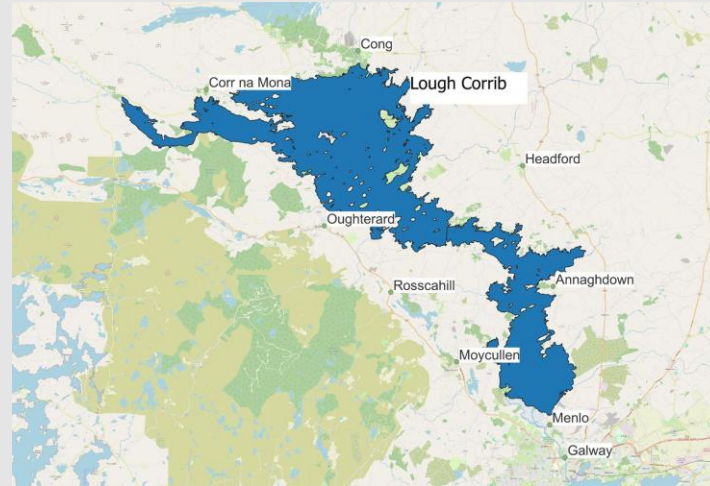 Cong
Corr na Mona
Lough Corrib
Headford
Oughterard
Annaghdown
Rosscahill
Moycullen
Menlo
Galway